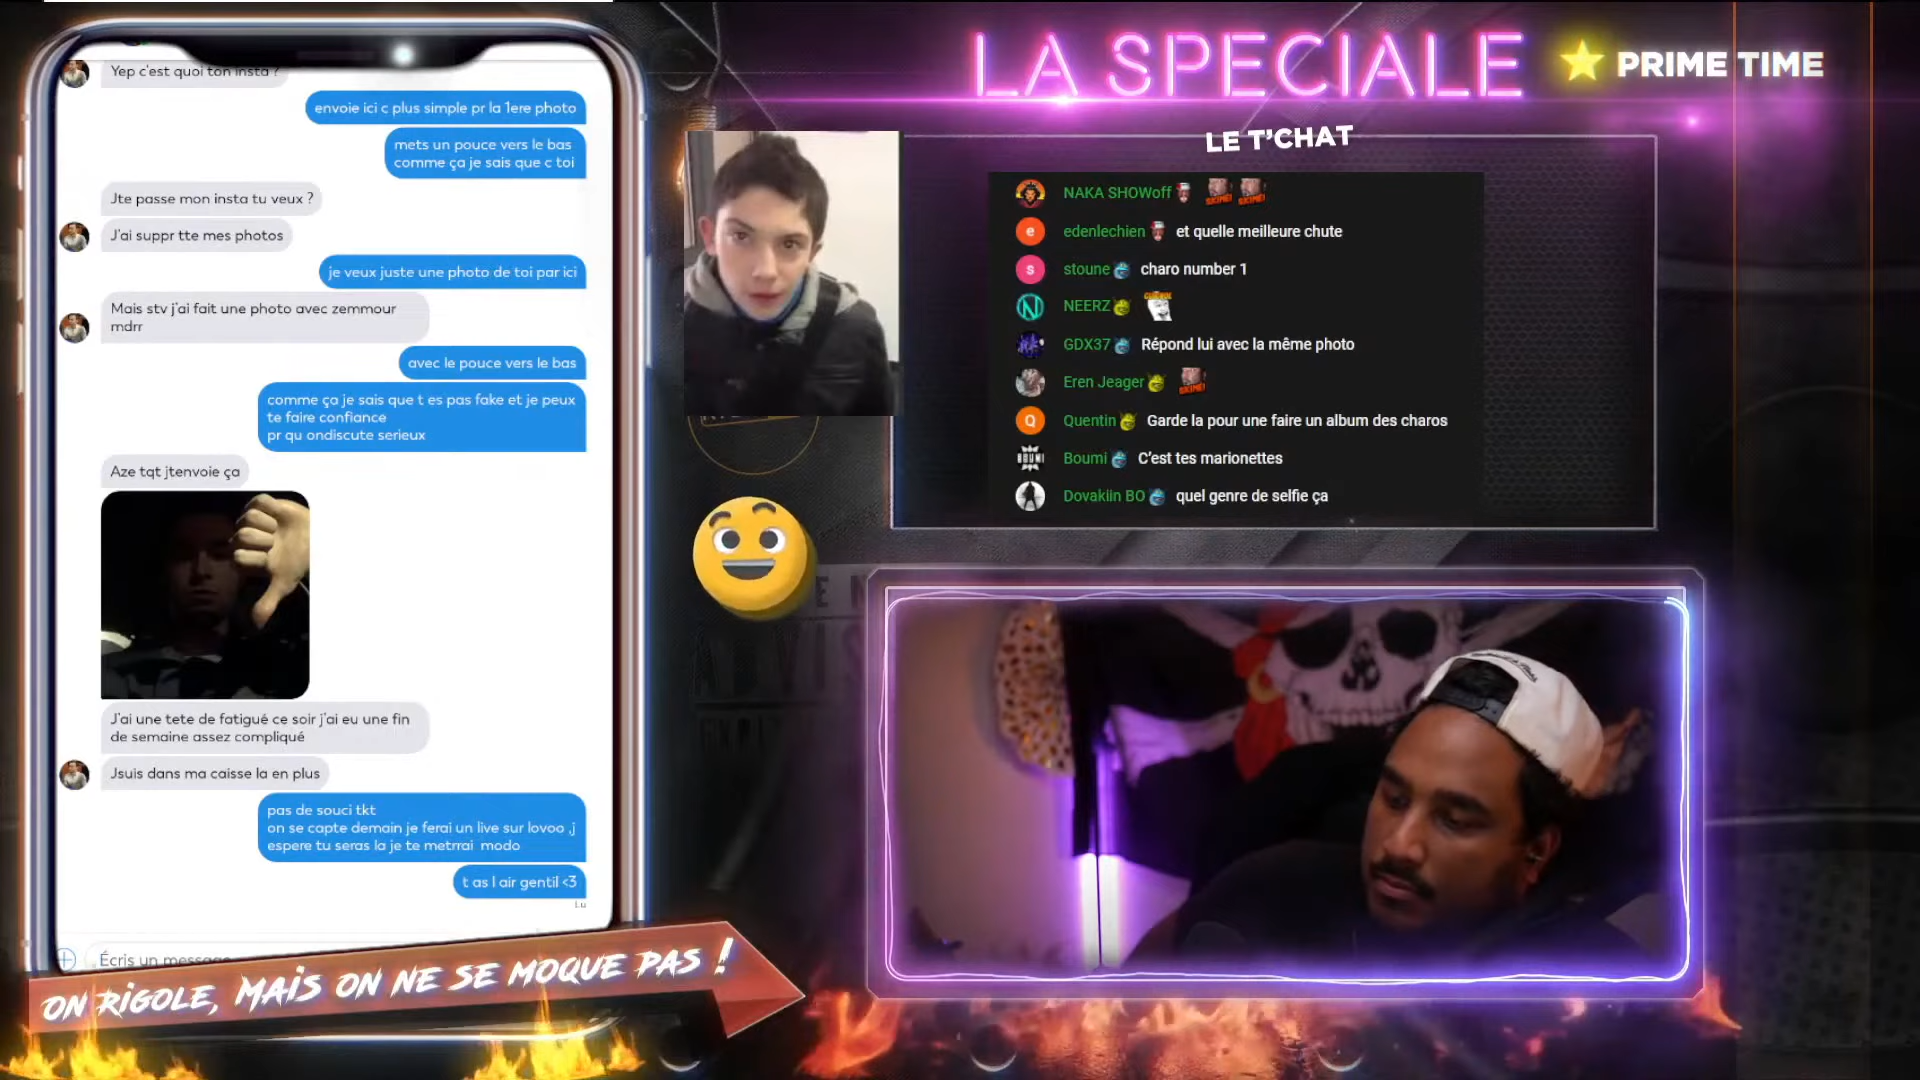 LA SPECIALE
PRIME TIME
Yep c'est quoi ton insta ?
envoie ici c plus simple pr la 1ere photo
mets un pouce vers le bas
comme ça je sais que c toi
Jte passe mon insta tu veux ?
J'ai suppr tte mes photos
je veux juste une photo de toi par ici
Mais stv j'ai fait une photo avec zemmour
mdrr
avec le pouce vers le bas
comme ça je sais que t es pas fake et je peux
te faire confiance
pr qu ondiscute serieux
Aze tqt jtenvoie ça
J'ai une tete de fatigué ce soir j'ai eu une fin
de semaine assez compliqué
Jsuis dans ma caisse la en plus
pas de souci tkt
on se capte demain je ferai un live sur lovoo ,j
espere tu seras la je te metrrai modo
t as l air gentil <3
Lu
Écris un message
ON RIGOLE, MAIS ON NE SE MOQUE PAS !
LE T'CHAT
NAKA SHOWoff
edenlechien et quelle meilleure chute
stoune charo number 1
NEERZ
GDX37 Répond lui avec la même photo
Eren Jeager
Quentin Garde la pour une faire un album des charos
Boumi C'est tes marionettes
Dovakiin BO quel genre de selfie ça